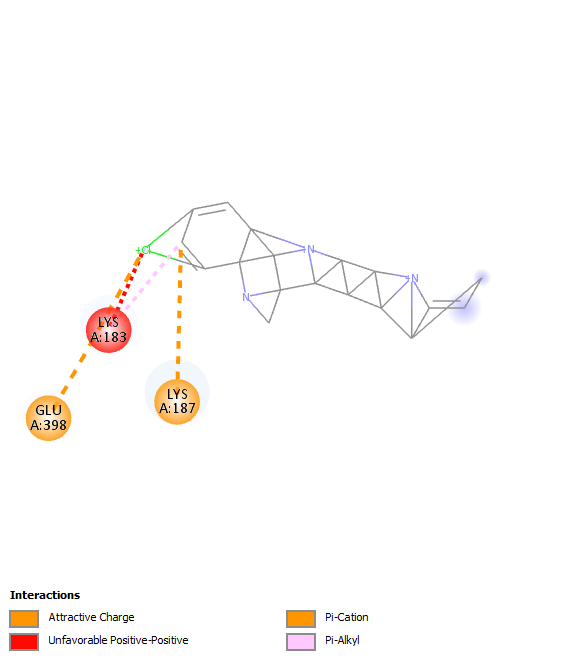 +Cl
N
N
N
LYS
A:183
LYS
A:187
GLU
A:398
Interactions
Attractive Charge
Pi-Cation
Unfavorable Positive-Positive
Pi-Alkyl